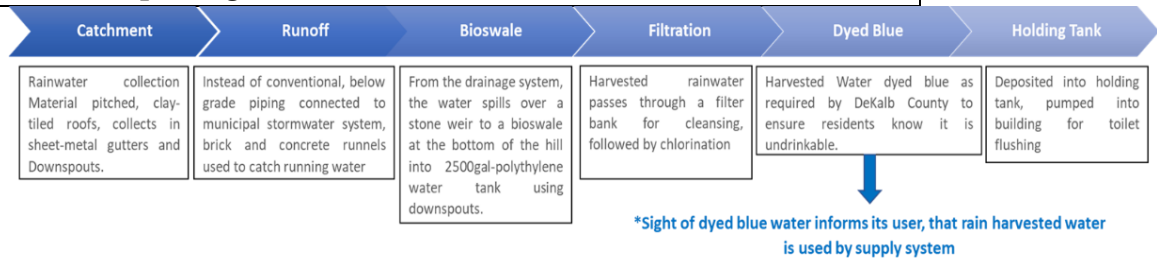 Catchment
Runoff
Bioswale
Filtration
Dyed Blue
Holding Tank
Rainwater collection
Material pitched, clay-
tiled roofs, collects in
sheet-metal gutters and
Downspouts.
Instead of conventional, below
grade piping connected to
municipal stormwater system,
brick and concrete runnels
used to catch running water
From the drainage system,
the water spills over a
stone weir to a bioswale
at the bottom of the hill
into 2500gal-polythylene
water tank using
downspouts.
Harvested rainwater
passes through a filter
bank for cleansing,
followed by chlorination
Harvested Water dyed blue as
required by DeKalb County to
ensure residents know it is
undrinkable.
Deposited into holding
tank, pumped into
building for toilet
flushing
*Sight of dyed blue water informs its user, that rain harvested water
is used by supply system